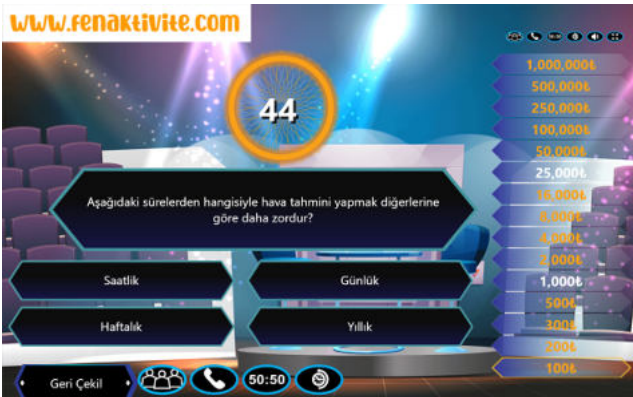 www.fenaktivite.com
44
1,000,000₺
500,000₺
250,000₺
100,000₺
50,000₺
25,000₺
16,000₺
8,000₺
4,000₺
2,000₺
1,000₺
500₺
300₺
200₺
100₺
Aşağıdaki sürelerden hangisiyle hava tahmini yapmak diğerlerine
göre daha zordur?
Saatlik
Günlük
Haftalık
Yıllık
Geri Çekil
50:50